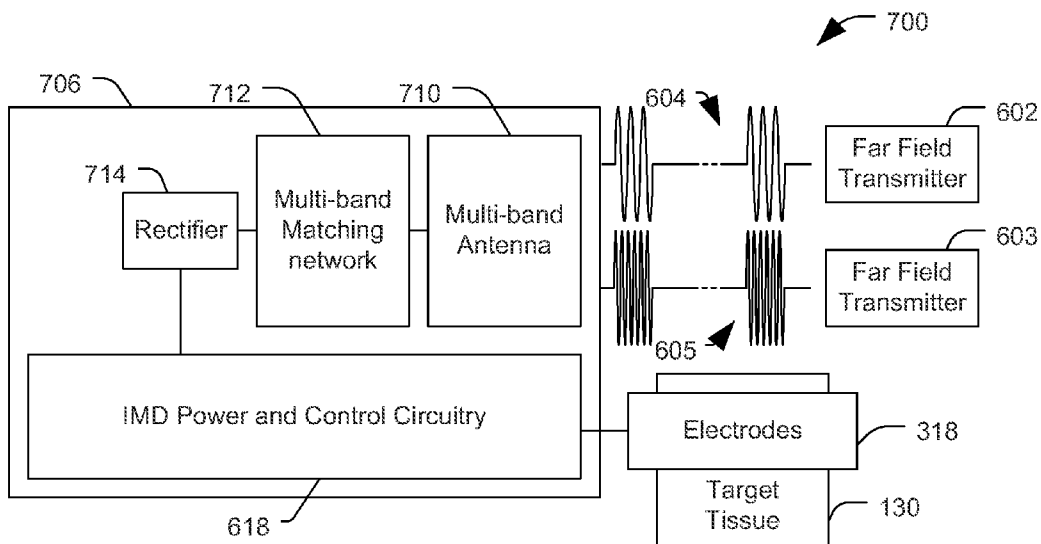 700
706
712
710
604
602
Far Field
Transmitter
714
Rectifier
Multi-band
Matching
network
Multi-band
Antenna
603
Far Field
Transmitter
605
IMD Power and Control Circuitry
Electrodes
318
Target
Tissue
130
618